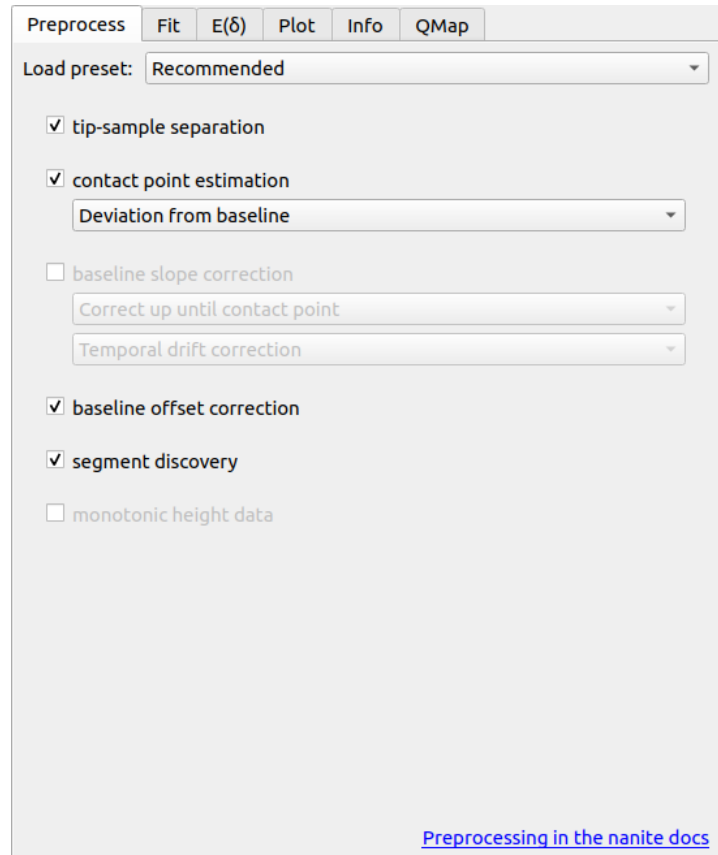 Preprocess Fit E(δ) Plot Info QMap
Load preset: Recommended
tip-sample separation
contact point estimation
Deviation from baseline
baseline slope correction
Correct up until contact point
Temporal drift correction
baseline offset correction
segment discovery
monotonic height data
Preprocessing in the nanite docs